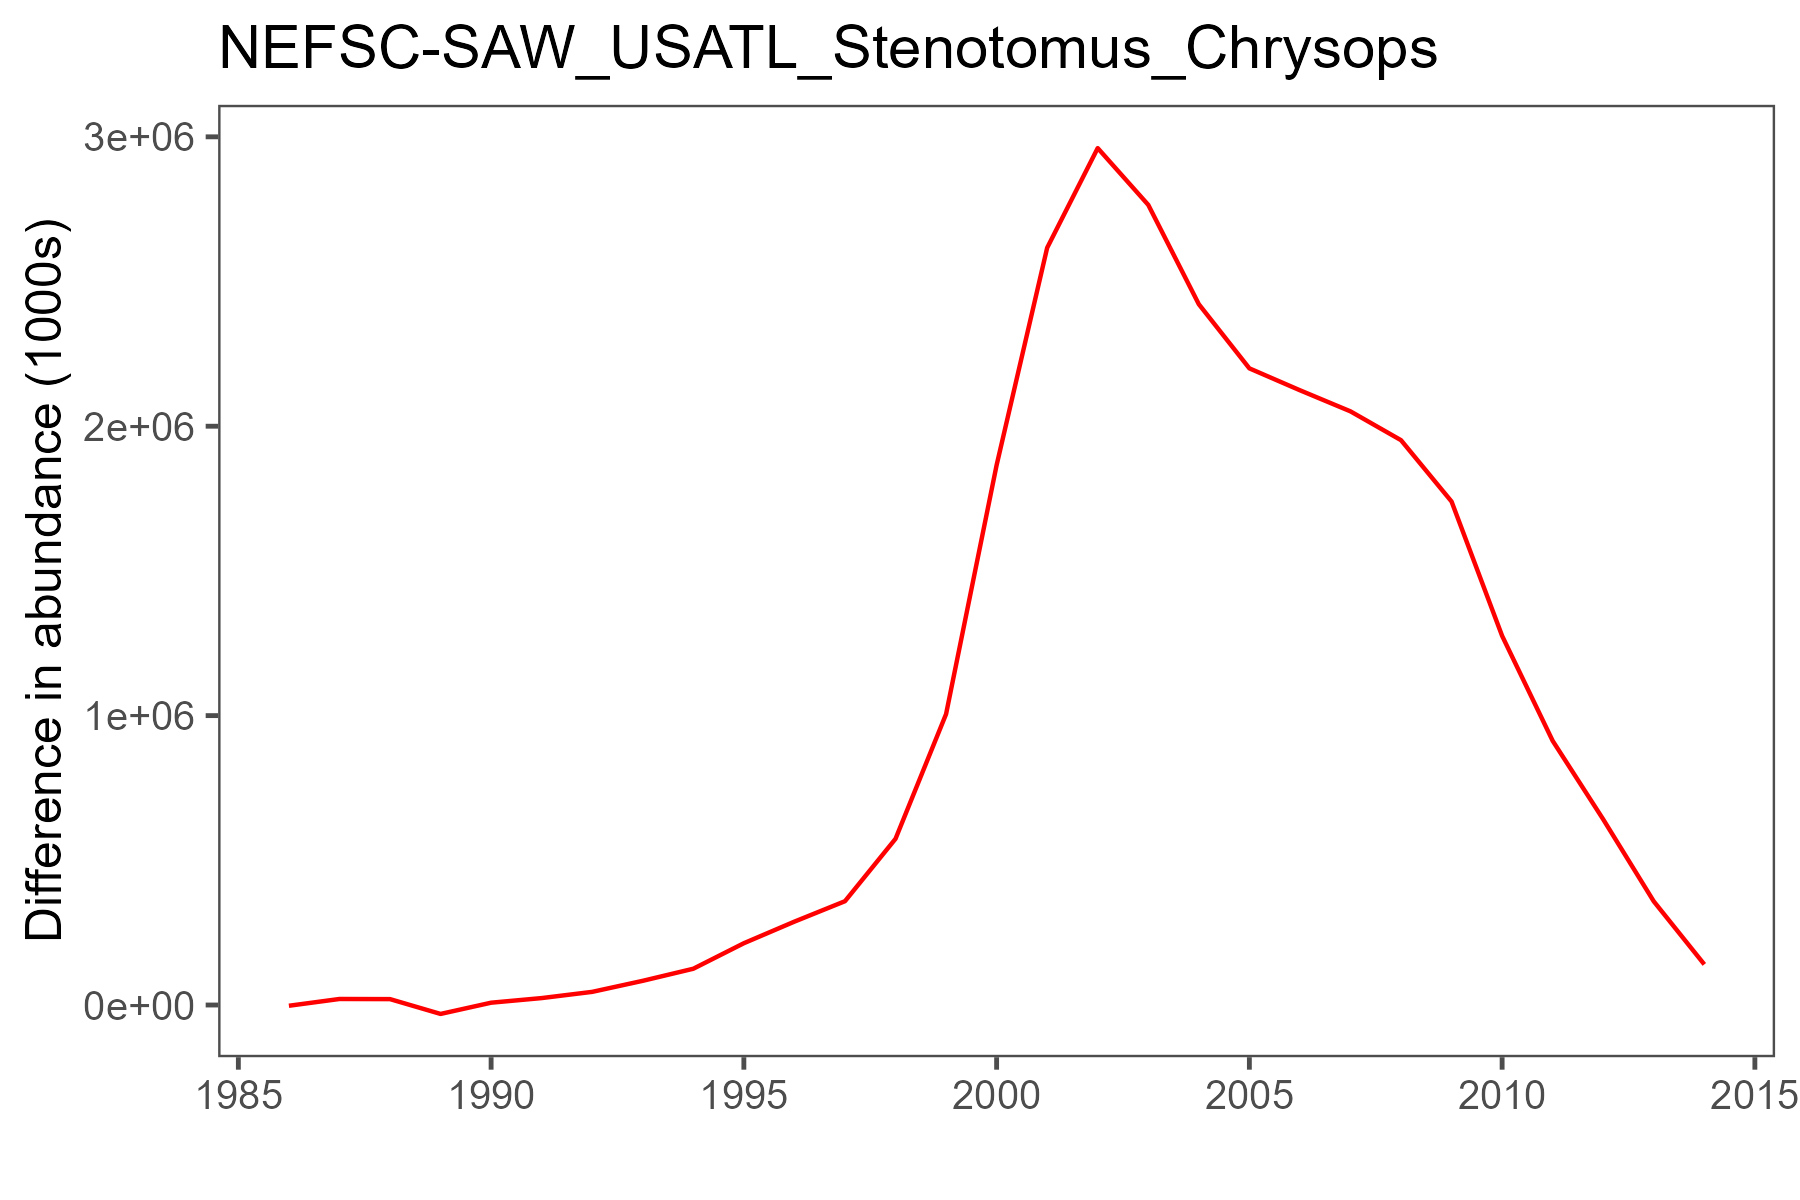 NEFSC-SAW_USATL_Stenotomus_Chrysops
Difference in abundance (1000s)
3e+06
2e+06
1e+06
0e+00
1985 1990 1995 2000 2005 2010 2015